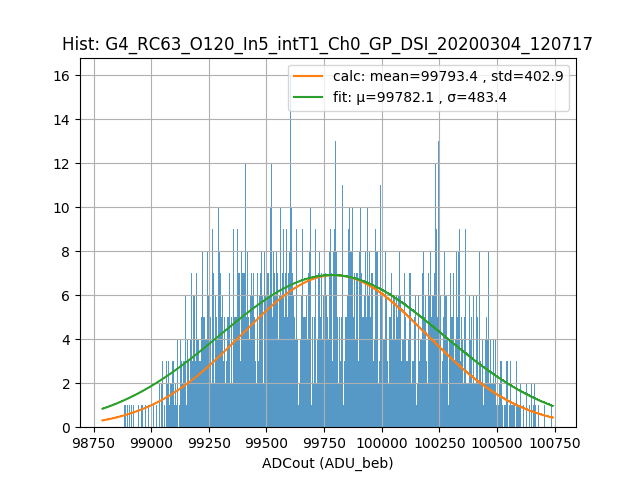 Hist: G4_RC63_O120_In5_intT1_Ch0_GP_DSI_20200304_120717
calc: mean=99793.4 , std=402.9
fit: μ=99782.1 , σ=483.4
16
14
12
10
8
6
4
2
0
98750 99000 99250 99500 99750 100000 100250 100500 100750
ADCout (ADU_beb)